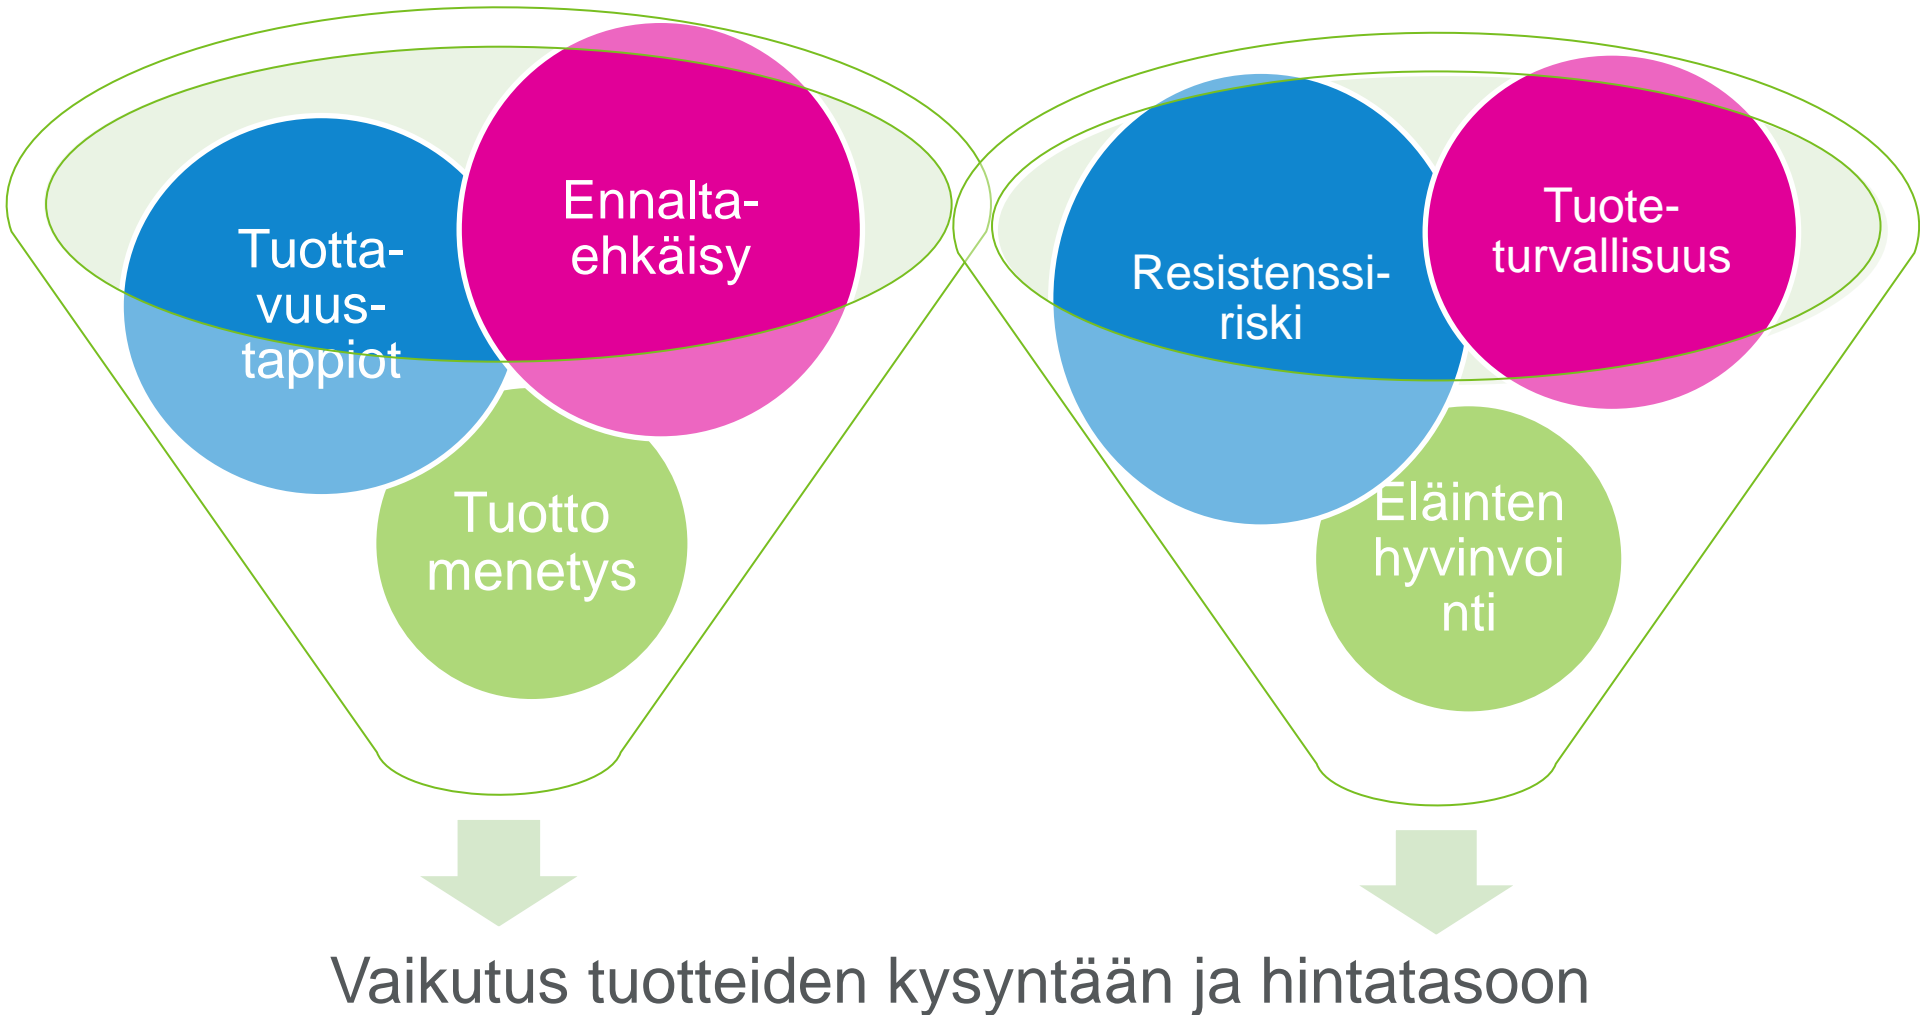 Tuotta-
vuus-
tappiot
Ennalta-
ehkäisy
Tuotto
menetys
Resistenssi-
riski
Tuote-
turvallisuus
Eläinten
hyvinvoi
nti
Vaikutus tuotteiden kysyntään ja hintatasoon